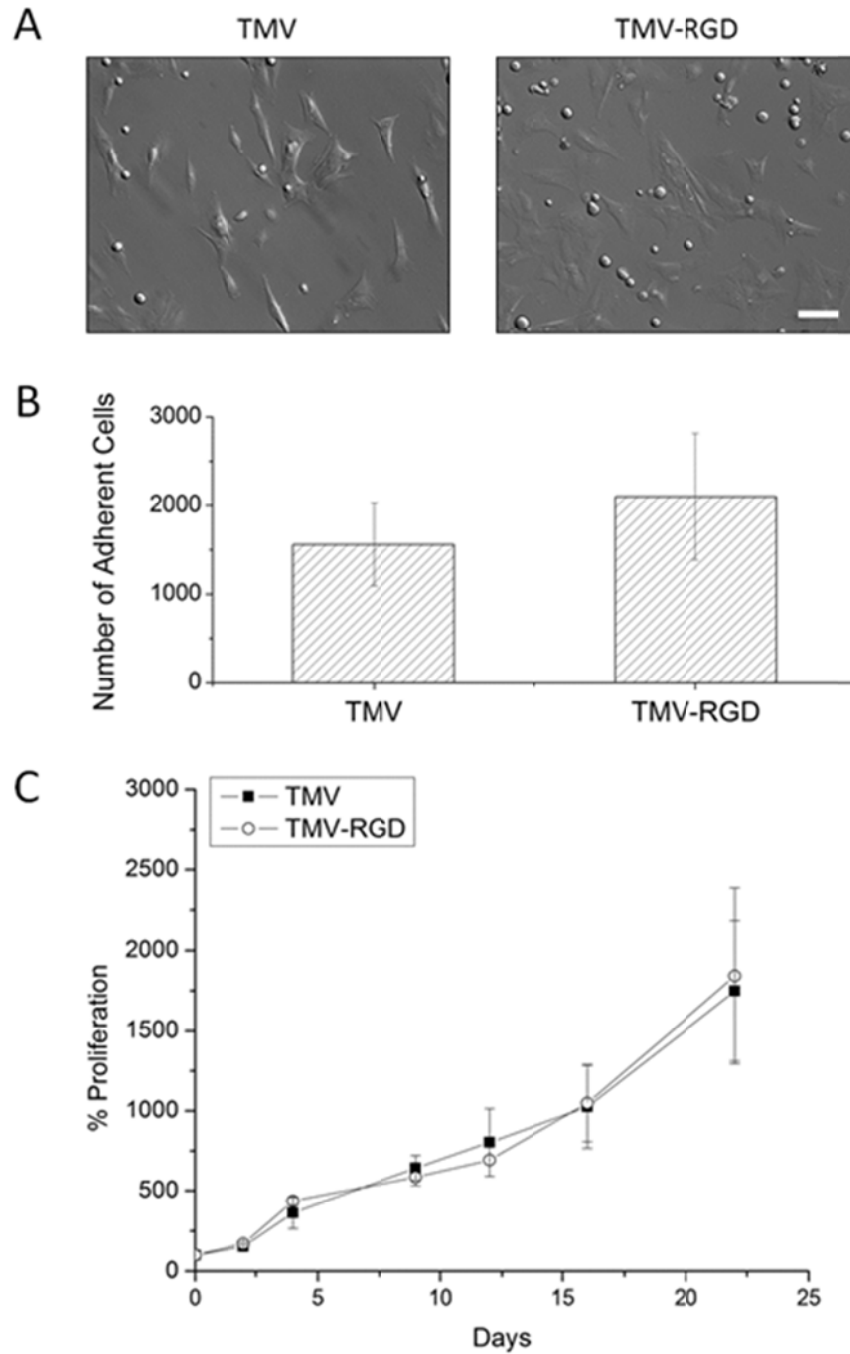 A
TMV
TMV-RGD
B
Number of Adherent Cells
3000
2000
1000
0
TMV
TMV-RGD
C
% Proliferation
3000
2500
2000
1500
1000
500
0
TMV
TMV-RGD
0
5
10
15
20
25
Days